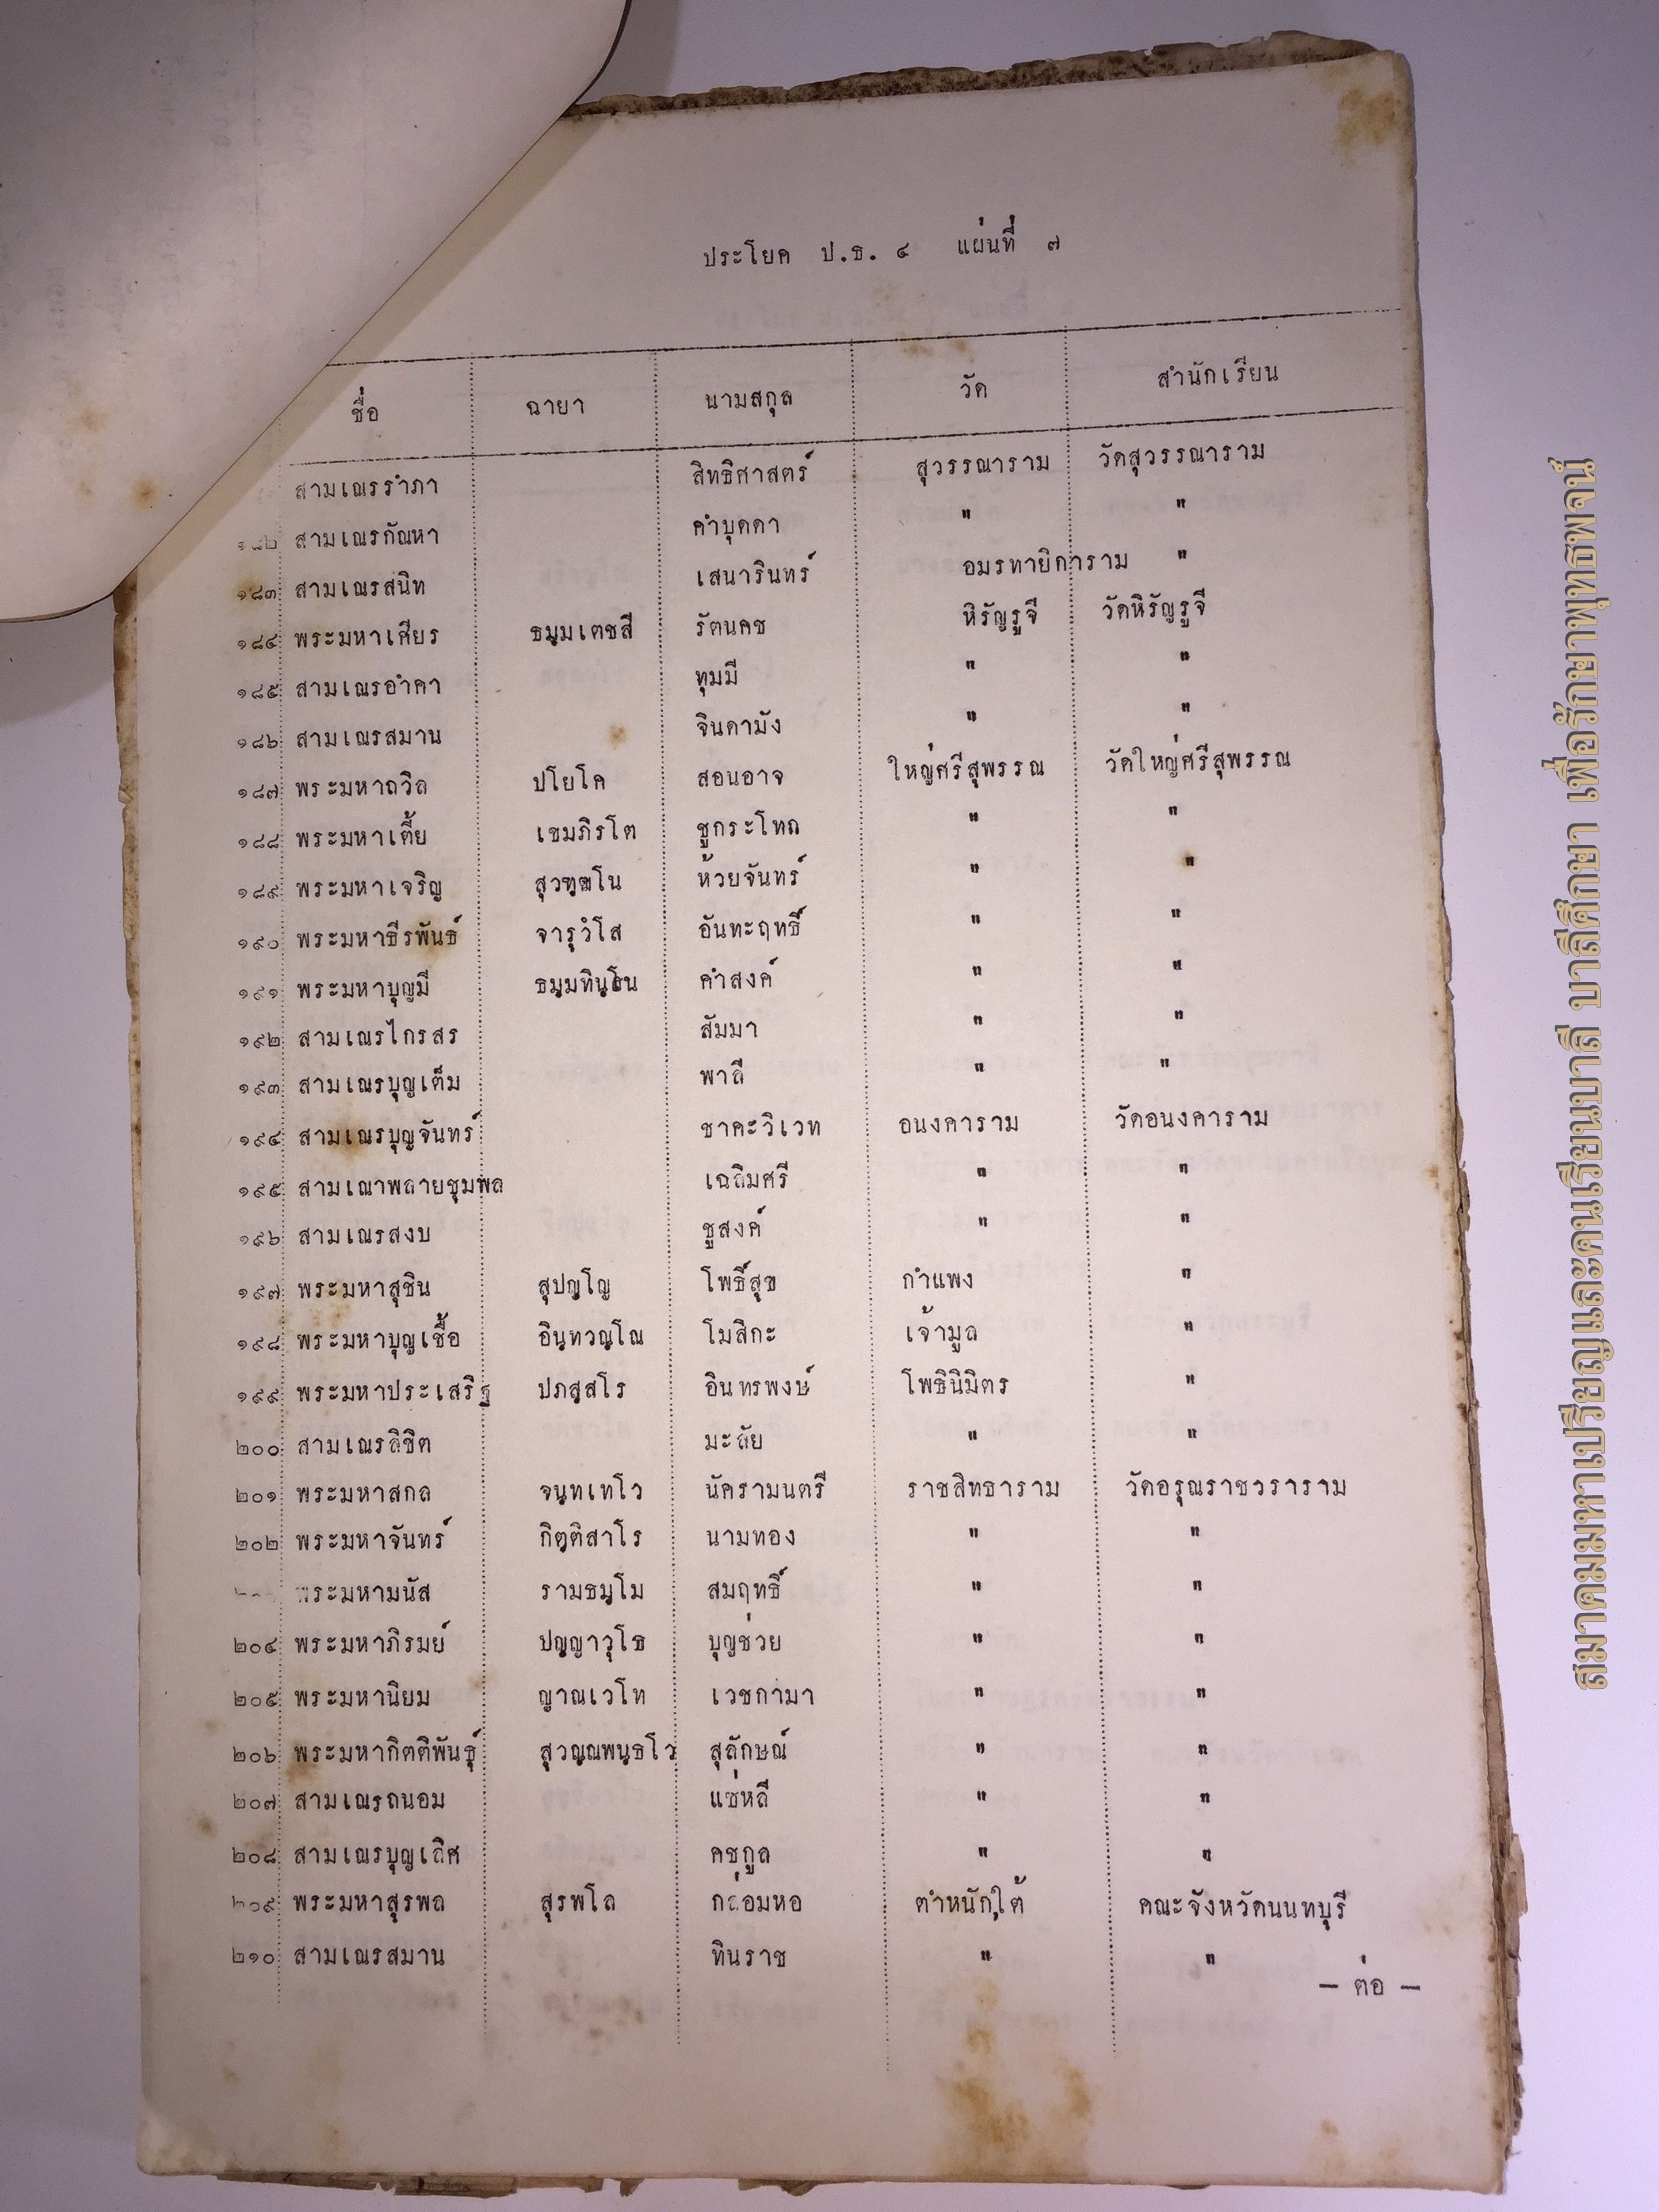 ประโยค ป.ธ. ๔ แผ่นที่ ๗
ชื่อ ฉายา นามสกุล วัด สำนักเรียน
สามเณรรำภา สิทธิศาสตร์ สุวรรณาราม วัดสุวรรณาราม
๑๘๒ สามเณรกัณหา คำบุดดา " "
๑๘๓ สามเณรสนิท เสนารินทร์ อมรทายิการาม "
๑๘๔ พระมหาเศียร ธมฺมเตชสี รัตนคช หิรัญรูจี วัดหิรัญรูจี
๑๘๕ สามเณรอำคา ทุมมี " "
๑๘๖ สามเณรสมาน จินดามัง " "
๑๘๗ พระมหาถวิล ปโยโค สอนอาจ ใหญ่ศรีสุพรรณ วัดใหญ่ศรีสุพรรณ
๑๘๘ พระมหาเตี้ย เขมภิรโต ชูกระโทก " "
๑๘๙ พระมหาเจริญ สุวฑฺฒโน ห้วยจันทร์ " "
๑๙๐ พระมหาธีรพันธ์ จารุวํโส อันทะฤทธิ์ " "
๑๙๑ พระมหาบุญมี ธมฺมทินฺโน คำสงค์ " "
๑๙๒ สามเณรไกรสร สัมมา " "
๑๙๓ สามเณรบุญเต็ม พาลี " "
๑๙๔ สามเณรบุญจันทร์ ชาคะวิเวท อนงคาราม วัดอนงคาราม
๑๙๕ สามเณาพลายชุมพล เฉลิมศรี " "
๑๙๖ สามเณรสงบ ชูสงค์ " "
๑๙๗ พระมหาสุชิน สุปญฺโญ โพธิ์สุข กำแพง "
๑๙๘ พระมหาบุญเชื้อ อินฺทวณฺโณ โมสิกะ เจ้ามูล "
๑๙๙ พระมหาประเสริฐ ปภสฺสโร อินทรพงษ์ โพธินิมิตร "
๒๐๐ สามเณรลิขิต มะลัย " "
๒๐๑ พระมหาสกล จนฺทเทโว นัครามนตรี ราชสิทธาราม วัดอรุณราชวราราม
๒๐๒ พระมหาจันทร์ กิตฺติสาโร นามทอง " "
พระมหามนัส รามธมฺโม สมฤทธิ์ " "
๒๐๔ พระมหาภิรมย์ ปญฺญาวุโธ บุญช่วย " "
๒๐๕ พระมหานิยม ญาณเวโท เวชกามา " "
๒๐๖ พระมหากิตติพันธุ์ สุวณฺณพนฺธโว สุลักษณ์ " "
๒๐๗ สามเณรถนอม แซ่หลี " "
๒๐๘ สามเณรบุญเลิศ คชกูล " "
๒๐๙ พระมหาสุรพล สุรพโล กล่อมหอ ตำหนักใต้ คณะจังหวัดนนทบุรี
๒๑๐ สามเณรสมาน ทินราช " "
— ต่อ —
สมาคมมหาเปรียญและคนเรียนบาลี บาลีศึกษา เพื่อรักษาพุทธพจน์